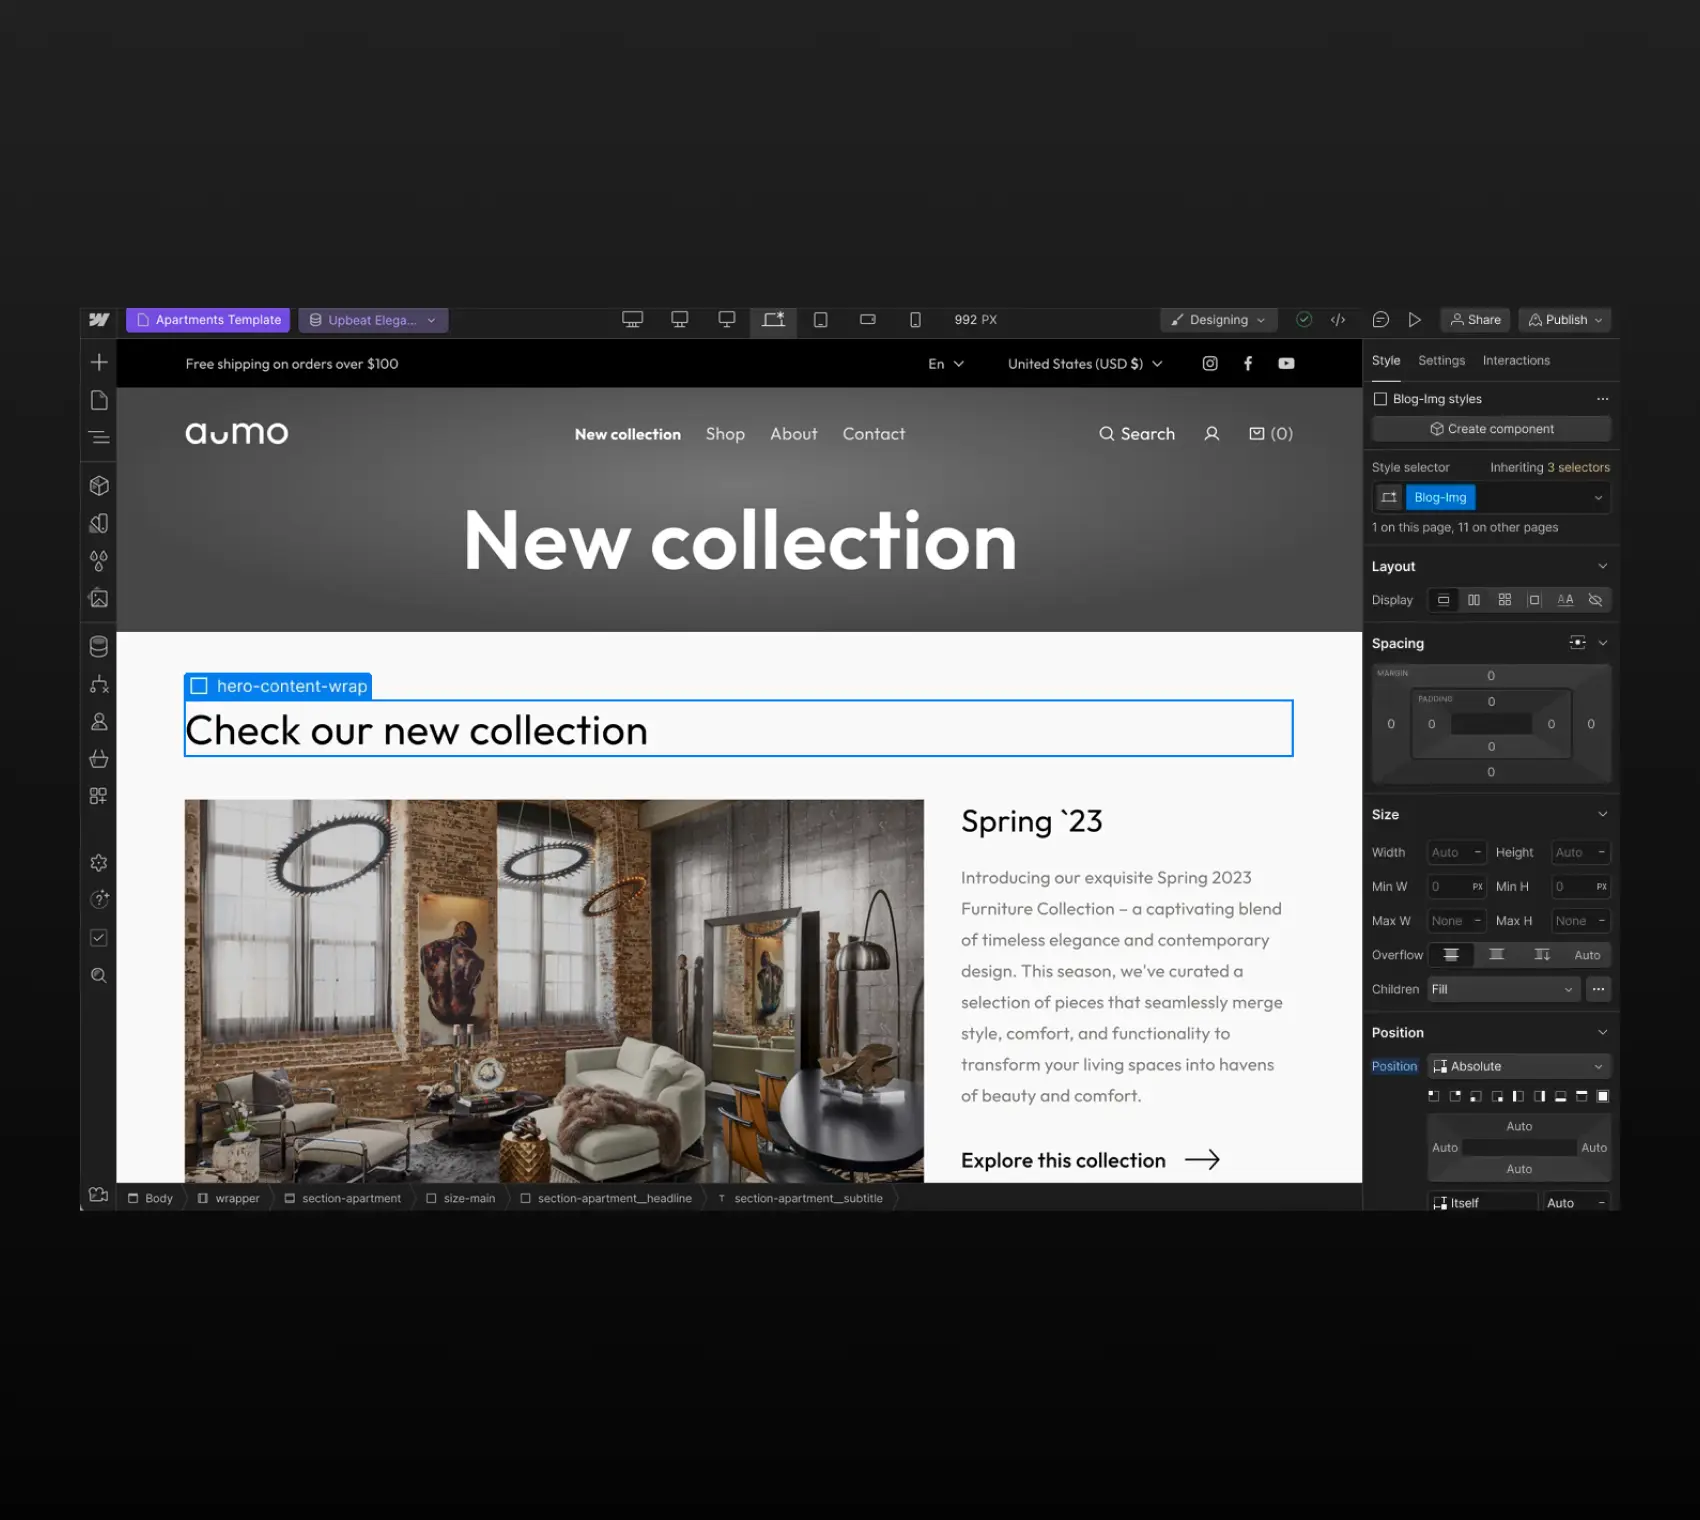 Apartments Template
Upbeat Elega...
992 PX
Designing
Share
Publish
Free shipping on orders over $100
En
United States (USD $)
aumo
New collection
Shop
About
Contact
Search
(0)
New collection
hero-content-wrap
Check our new collection
Spring `23
Introducing our exquisite Spring 2023
Furniture Collection – a captivating blend
of timeless elegance and contemporary
design. This season, we've curated a
selection of pieces that seamlessly merge
style, comfort, and functionality to
transform your living spaces into havens
of beauty and comfort.
Explore this collection
Body
wrapper
section-apartment
size-main
section-apartment__headline
section-apartment__subtitle
Style
Settings
Interactions
Blog-Img styles
Create component
Style selector
Inheriting 3 selectors
Blog-Img
1 on this page, 11 on other pages
Layout
Display
Spacing
MARGIN
0
PADDING
0
0
0
0
0
0
0
Size
Width
Auto
–
Height
Auto
–
Min W
0
PX
Min H
0
PX
Max W
None
–
Max H
None
–
Overflow
Auto
Children
Fill
Position
Position
Absolute
Auto
Auto
Auto
Auto
Itself
Auto
–